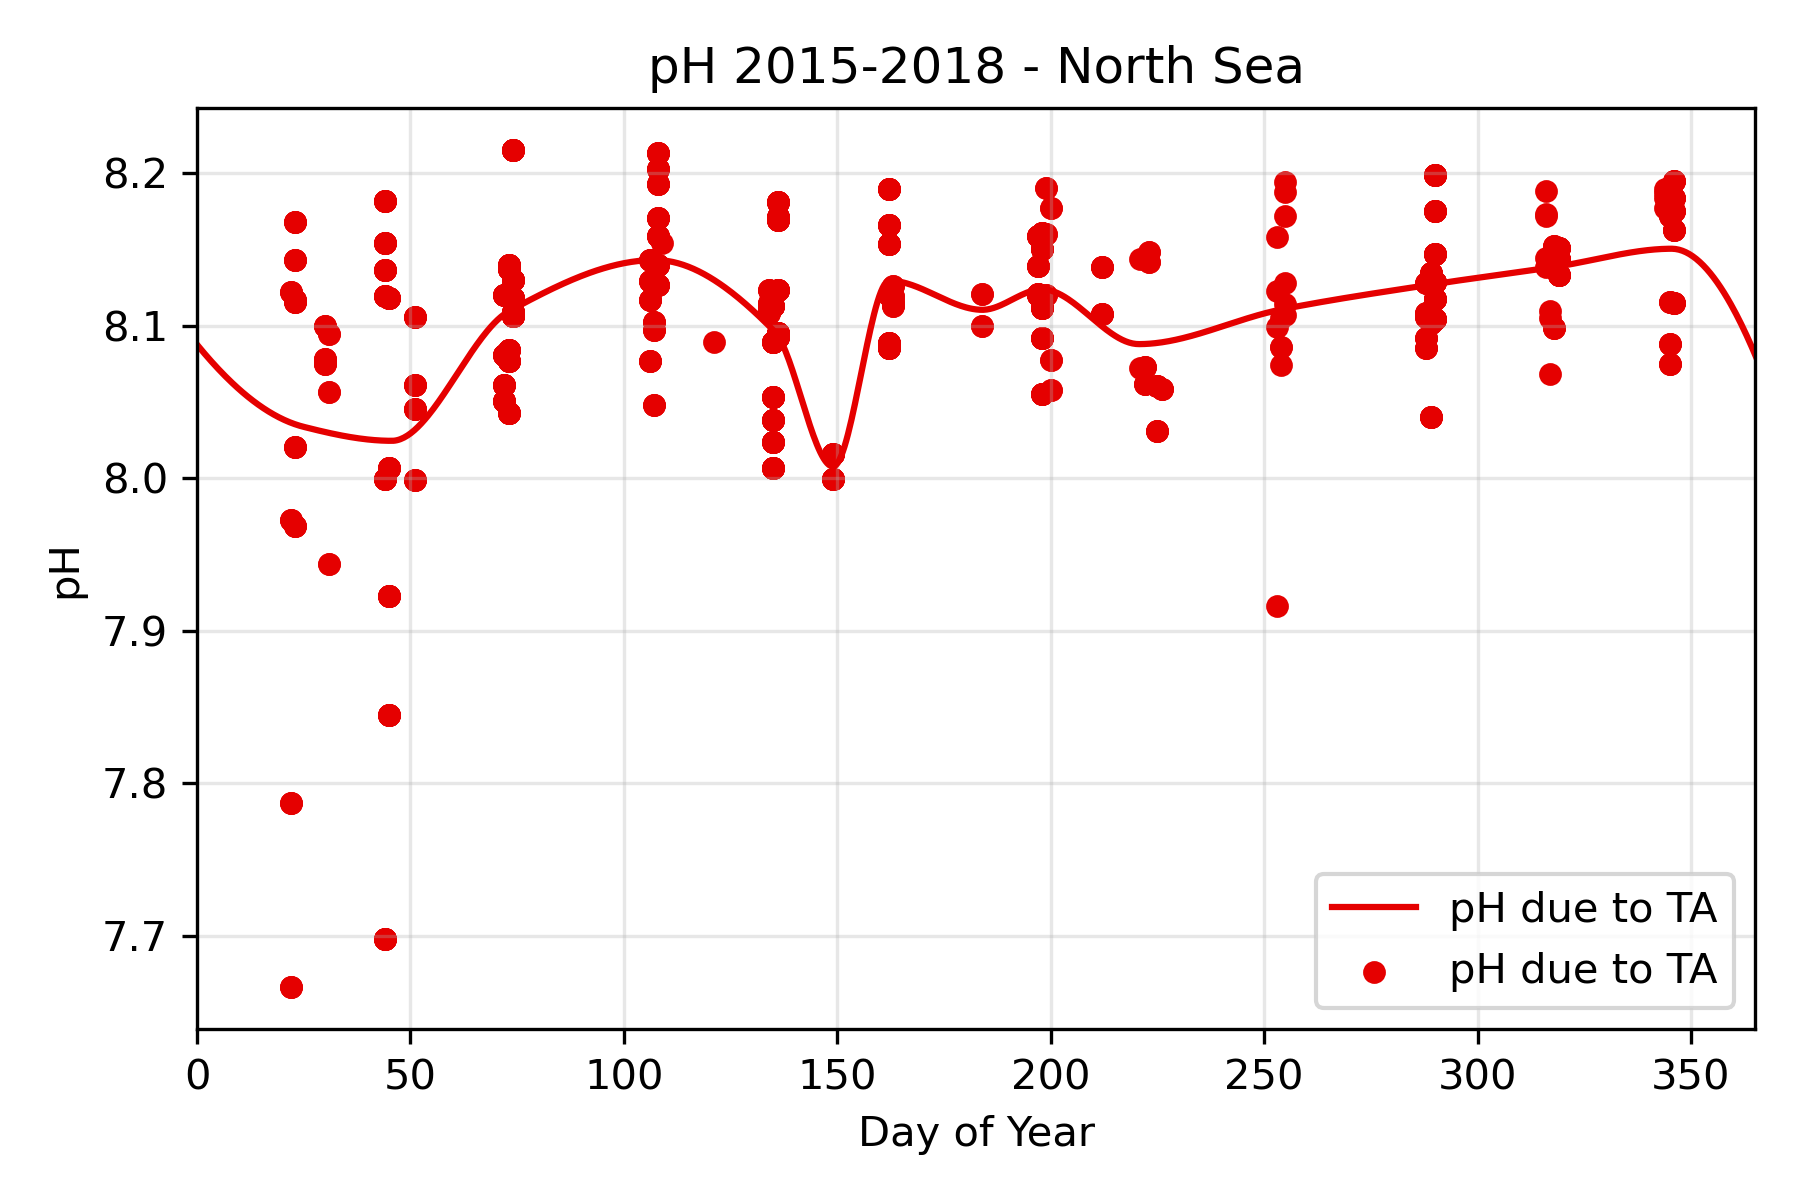 pH 2015-2018 - North Sea
8.2
8.1
8.0
7.9
7.8
7.7
pH
0 50 100 150 200 250 300 350
Day of Year
pH due to TA
pH due to TA